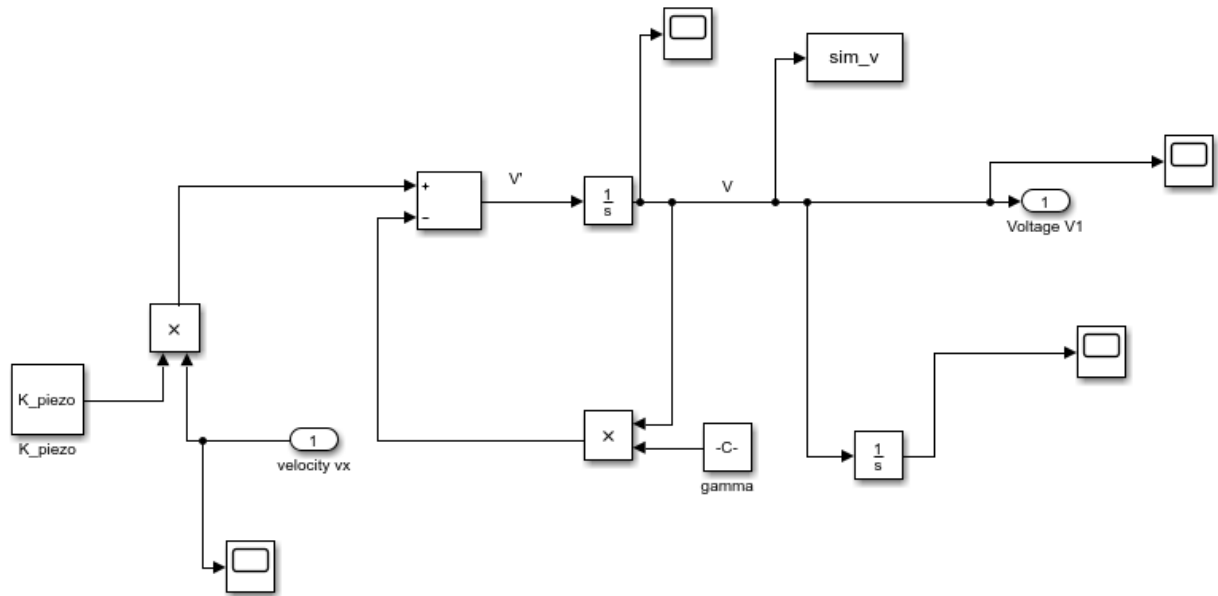 sim_v
V'
+
−
1
s
V
1
Voltage V1
×
K_piezo
K_piezo
1
velocity vx
×
-C-
gamma
1
s